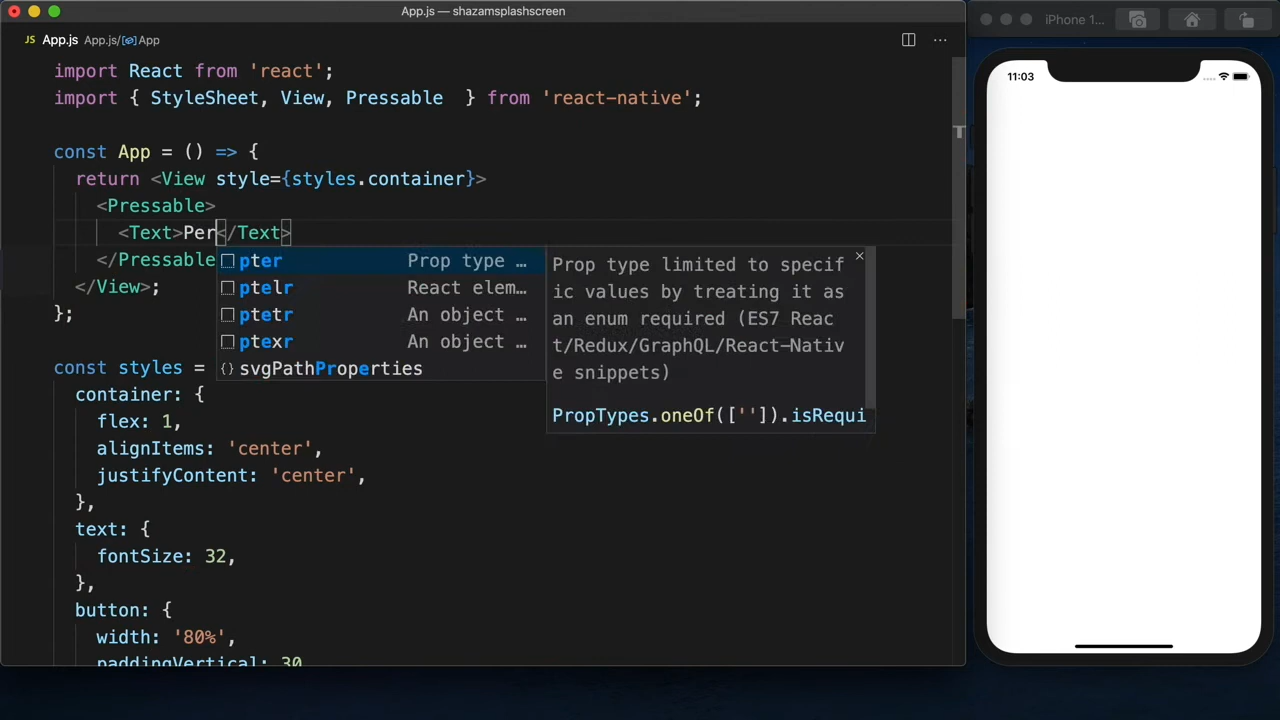 App.js — shazamsplashscreen
JS App.js App.js/App
import React from 'react';
import { StyleSheet, View, Pressable } from 'react-native';
const App = () => {
return <View style={styles.container}>
<Pressable>
<Text>Per</Text>
</Pressable
</View>;
};
pter Prop type …
ptelr React elem…
ptetr An object …
ptexr An object …
svgPathProperties
Prop type limited to specif
ic values by treating it as
an enum required (ES7 Reac
t/Redux/GraphQL/React-Nativ
e snippets)
PropTypes.oneOf(['']).isRequi
const styles =
container: {
flex: 1,
alignItems: 'center',
justifyContent: 'center',
},
text: {
fontSize: 32,
},
button: {
width: '80%',
paddingVertical: 30
iPhone 1...
11:03